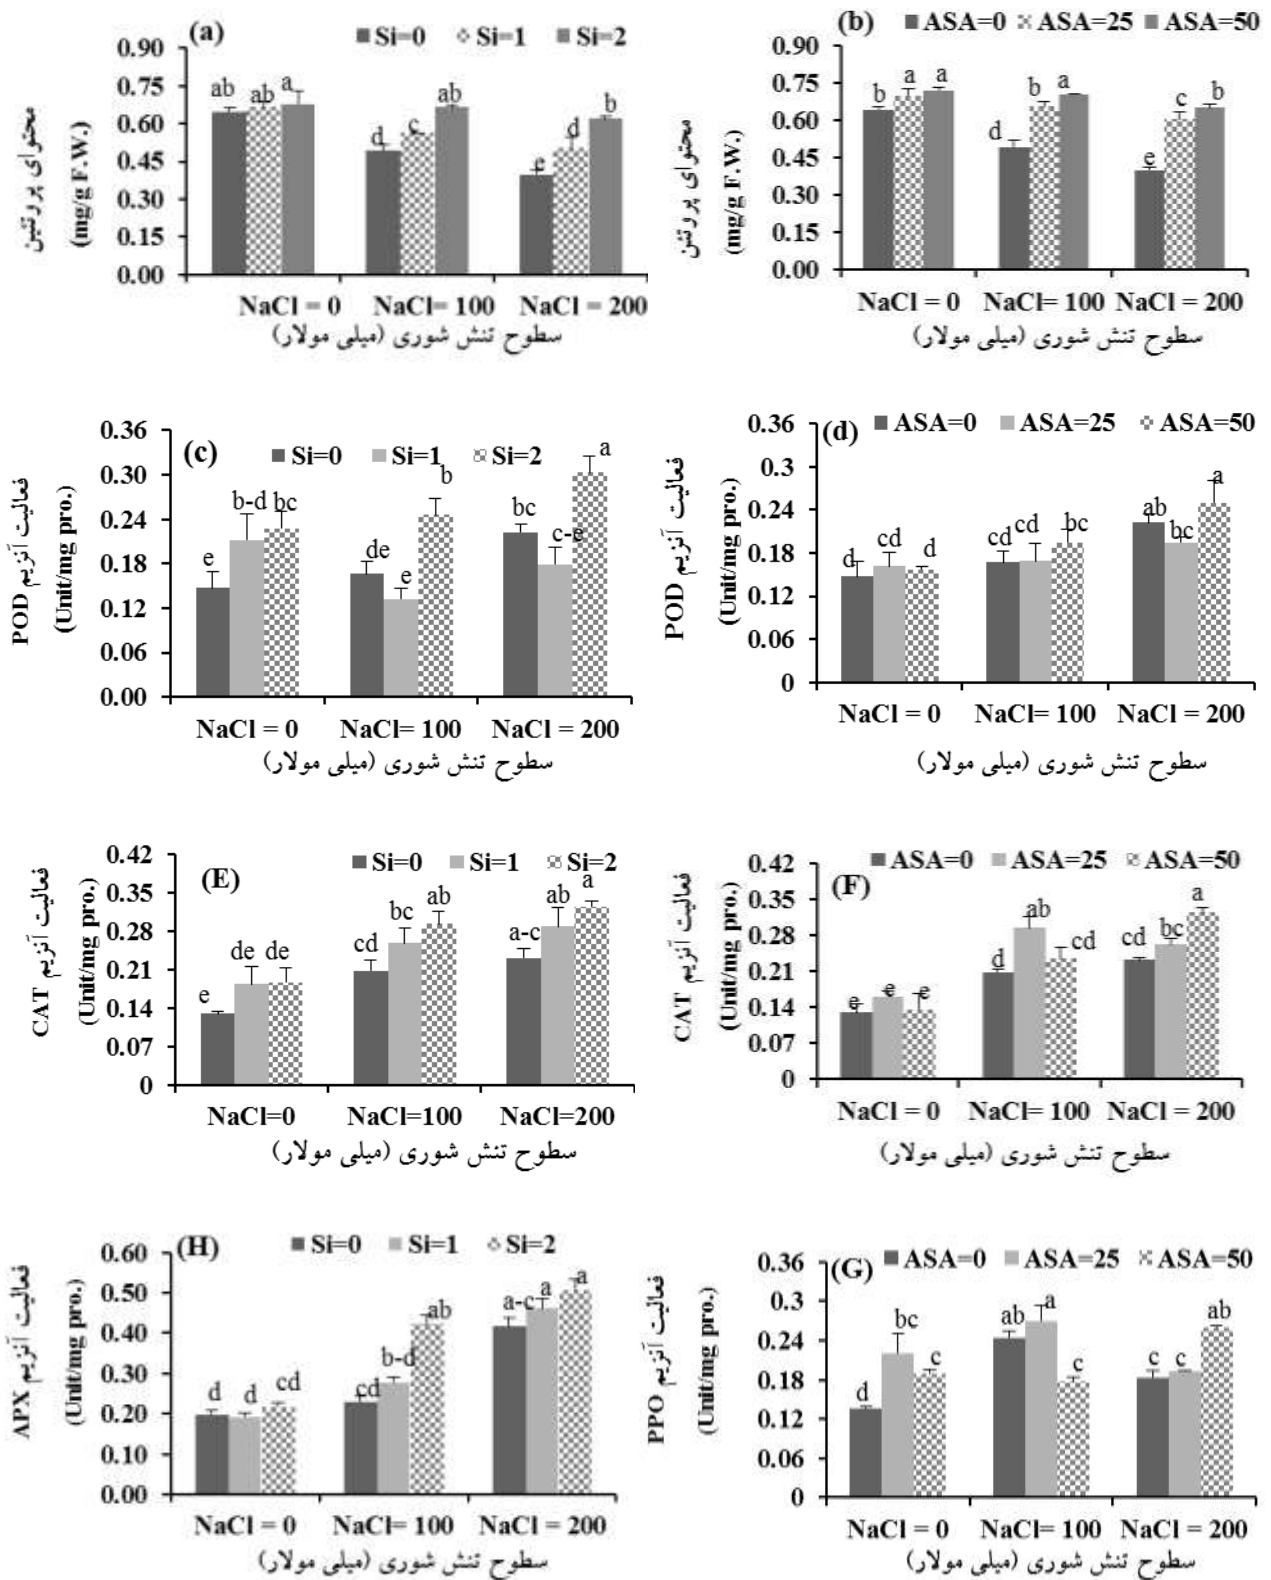 (a) Si=0 Si=1 Si=2
0.90
0.75
0.60
0.45
0.30
0.15
0.00
محتوای پروتئین
(mg/g F.W.)
ab ab a d c ab e d b
NaCl = 0 NaCl= 100 NaCl = 200
سطوح تنش شوری (میلی مولار)
(b) ASA=0 ASA=25 ASA=50
0.90
0.75
0.60
0.45
0.30
0.15
0.00
محتوای پروتئن
(mg/g F.W.)
b a a d b a e c b
NaCl = 0 NaCl= 100 NaCl = 200
سطوح تنش شوری (میلی مولار)
(c) Si=0 Si=1 Si=2
0.36
0.30
0.24
0.18
0.12
0.06
0.00
فعالیت آنزیم POD
(Unit/mg pro.)
e b-d bc de e b bc c-e a
NaCl = 0 NaCl= 100 NaCl = 200
سطوح تنش شوری (میلی مولار)
(d) ASA=0 ASA=25 ASA=50
0.36
0.3
0.24
0.18
0.12
0.06
0
فعالیت آنزیم POD
(Unit/mg pro.)
d cd d cd cd bc ab bc a
NaCl = 0 NaCl= 100 NaCl = 200
سطوح تنش شوری (میلی مولار)
(E) Si=0 Si=1 Si=2
0.42
0.35
0.28
0.21
0.14
0.07
0
فعالیت آنزیم CAT
(Unit/mg pro.)
e de de cd bc ab a-c ab a
NaCl=0 NaCl=100 NaCl=200
سطوح تنش شوری (میلی مولار)
(F) ASA=0 ASA=25 ASA=50
0.42
0.35
0.28
0.21
0.14
0.07
0
فعالیت آنزیم CAT
(Unit/mg pro.)
e e e d ab cd cd bc a
NaCl = 0 NaCl= 100 NaCl = 200
سطوح تنش شوری (میلی مولار)
(H) Si=0 Si=1 Si=2
0.60
0.50
0.40
0.30
0.20
0.10
0.00
فعالیت آنزیم APX
(Unit/mg pro.)
d d cd cd b-d ab a-c a a
NaCl = 0 NaCl= 100 NaCl = 200
سطوح تنش شوری (میلی مولار)
(G) ASA=0 ASA=25 ASA=50
0.36
0.3
0.24
0.18
0.12
0.06
0
فعالیت آنزیم PPO
(Unit/mg pro.)
d bc c ab a c c c ab
NaCl = 0 NaCl= 100 NaCl = 200
سطوح تنش شوری (میلی مولار)